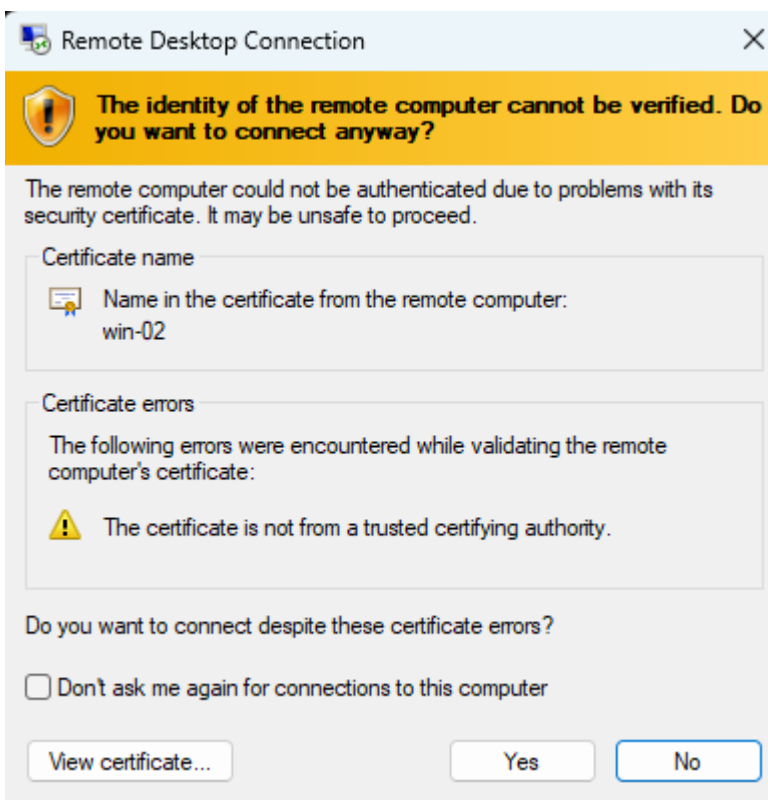 Remote Desktop Connection
The identity of the remote computer cannot be verified. Do
you want to connect anyway?
The remote computer could not be authenticated due to problems with its
security certificate. It may be unsafe to proceed.
Certificate name
Name in the certificate from the remote computer:
win-02
Certificate errors
The following errors were encountered while validating the remote
computer's certificate:
The certificate is not from a trusted certifying authority.
Do you want to connect despite these certificate errors?
Don't ask me again for connections to this computer
View certificate...
Yes
No